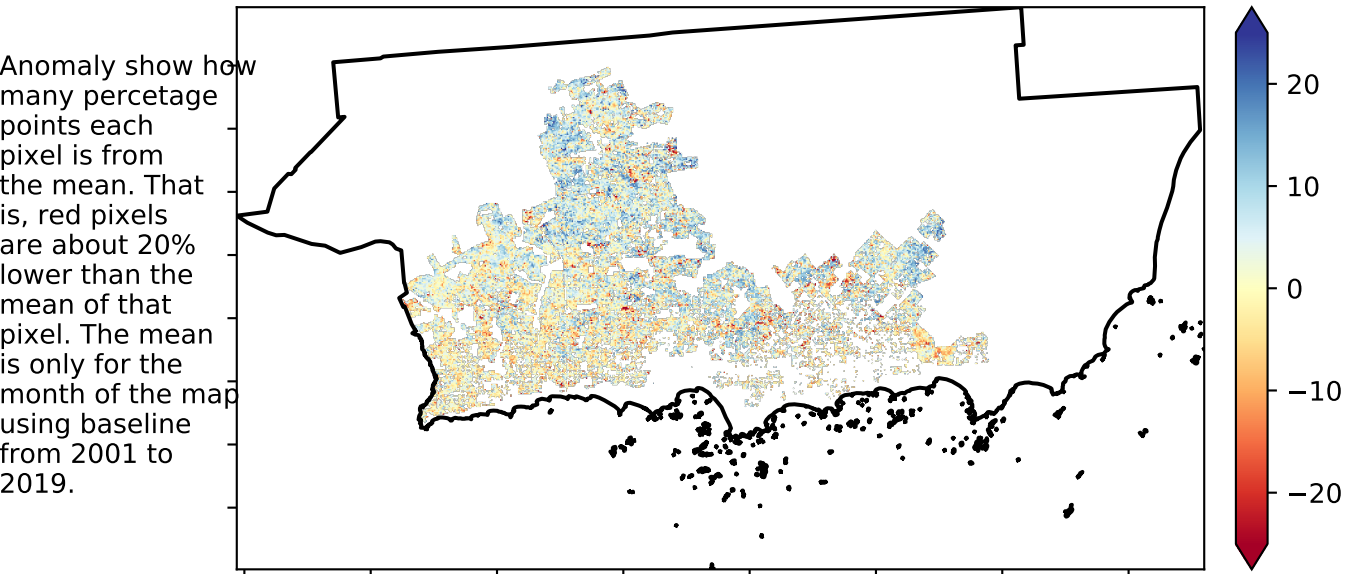 Anomaly show how
many percetage
points each
pixel is from
the mean. That
is, red pixels
are about 20%
lower than the
mean of that
pixel. The mean
is only for the
month of the map
using baseline
from 2001 to
2019.
20
10
0
−10
−20